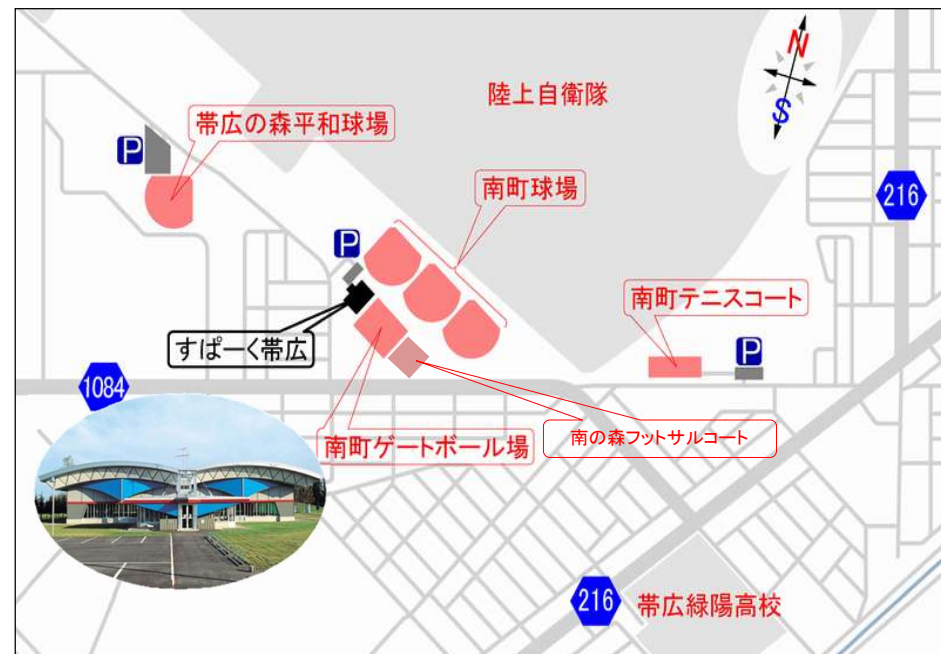 N
陸上自衛隊
S
帯広の森平和球場
P
南町球場
216
P
南町テニスコート
すぱーく帯広
P
1084
南町ゲートボール場
南の森フットサルコート
216
帯広緑陽高校